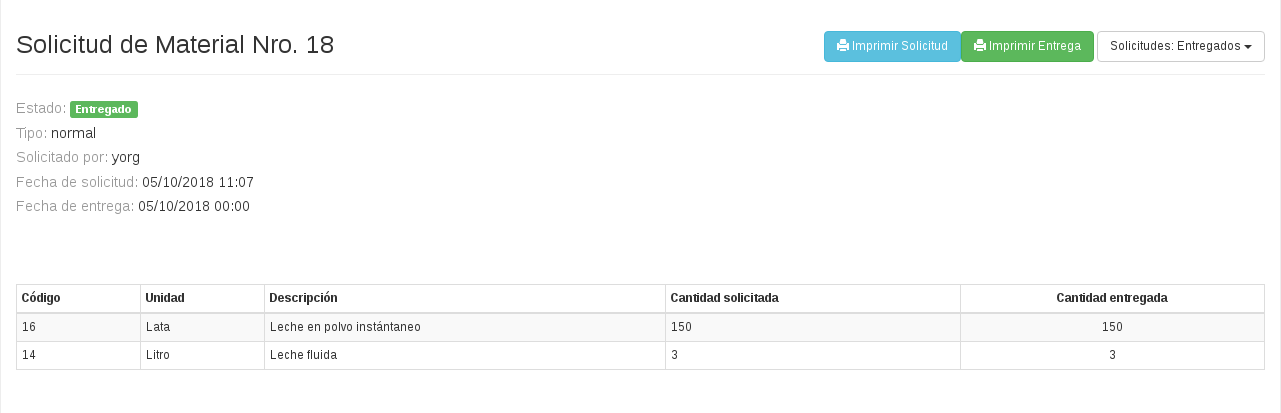 Solicitud de Material Nro. 18
Imprimir Solicitud Imprimir Entrega Solicitudes: Entregados
Estado: Entregado
Tipo: normal
Solicitado por: yorg
Fecha de solicitud: 05/10/2018 11:07
Fecha de entrega: 05/10/2018 00:00
Código Unidad Descripción Cantidad solicitada Cantidad entregada
16 Lata Leche en polvo instántaneo 150 150
14 Litro Leche fluida 3 3